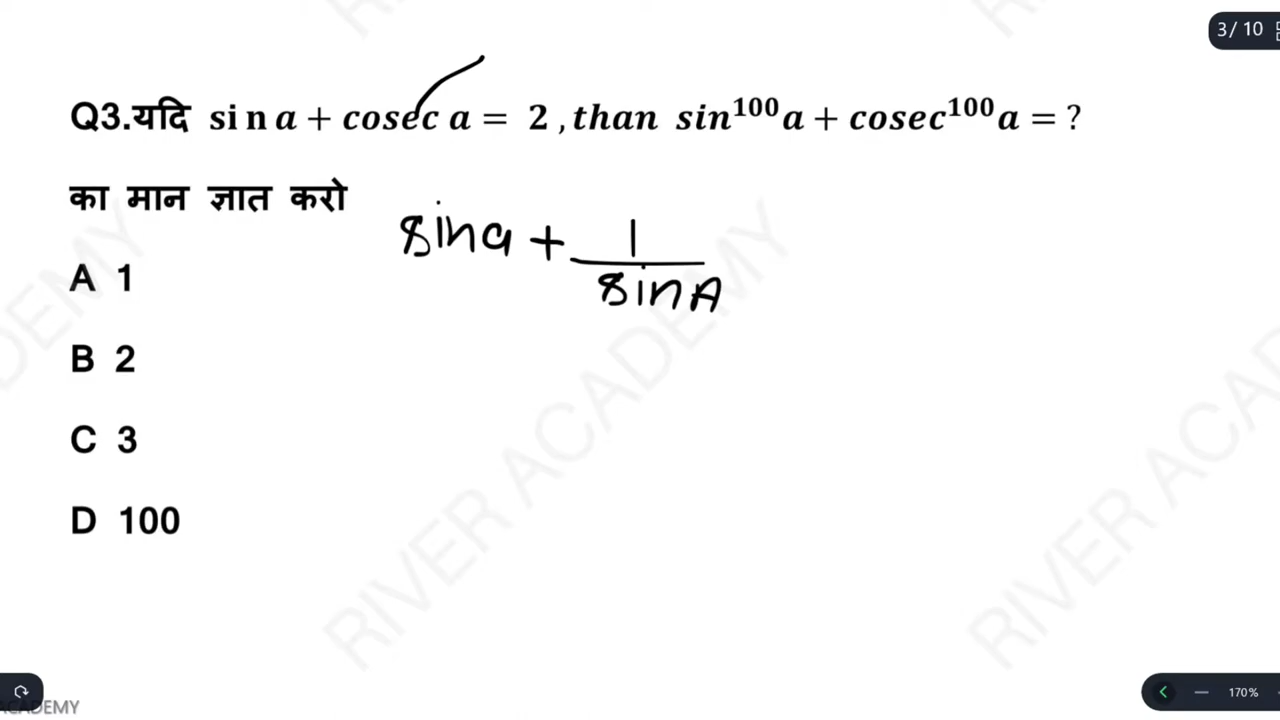 3 / 10
Q3.यदि sin a + cosec a = 2 , than sin¹⁰⁰a + cosec¹⁰⁰a = ?
का मान ज्ञात करो
sina + 1
sinA
A 1
B 2
C 3
D 100
RIVER ACADEMY
RIVER ACADEMY
ACADEMY
170%